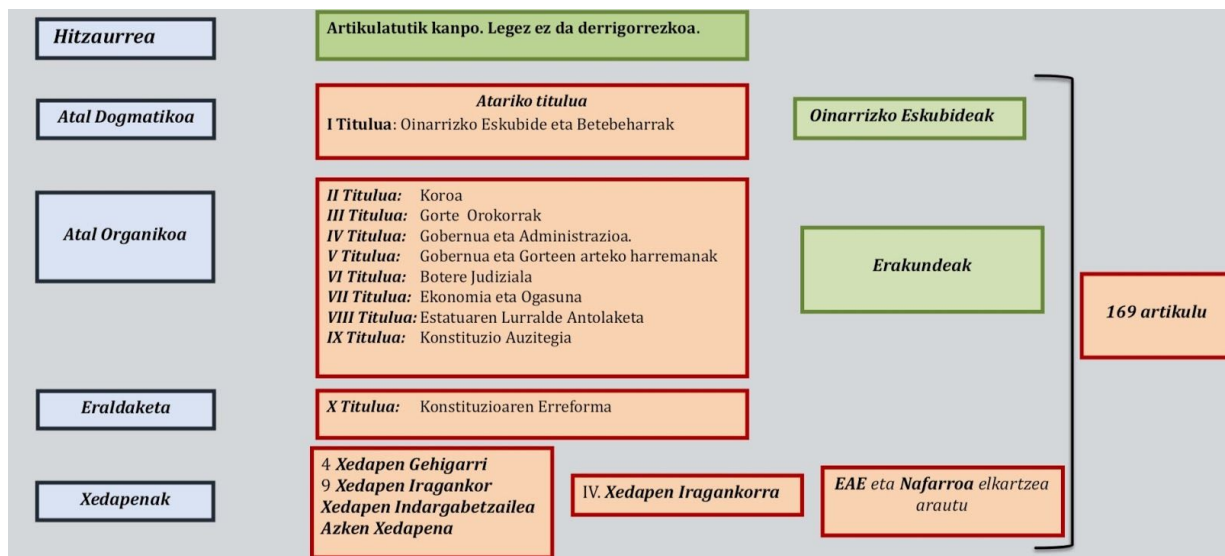 Hitzaurrea
Artikulatutik kanpo. Legez ez da derrigorrezkoa.
Atal Dogmatikoa
Atariko titulua
I Titulua: Oinarrizko Eskubide eta Betebeharrak
Oinarrizko Eskubideak
Atal Organikoa
II Titulua: Koroa
III Titulua: Gorte Orokorrak
IV Titulua: Gobernua eta Administrazioa.
V Titulua: Gobernua eta Gorteen arteko harremanak
VI Titulua: Botere Judiziala
VII Titulua: Ekonomia eta Ogasuna
VIII Titulua: Estatuaren Lurralde Antolaketa
IX Titulua: Konstituzio Auzitegia
Erakundeak
169 artikulu
Eraldaketa
X Titulua: Konstituzioaren Erreforma
Xedapenak
4 Xedapen Gehigarri
9 Xedapen Iragankor
Xedapen Indargabetzailea
Azken Xedapena
IV. Xedapen Iragankorra
EAE eta Nafarroa elkartzea
arautu